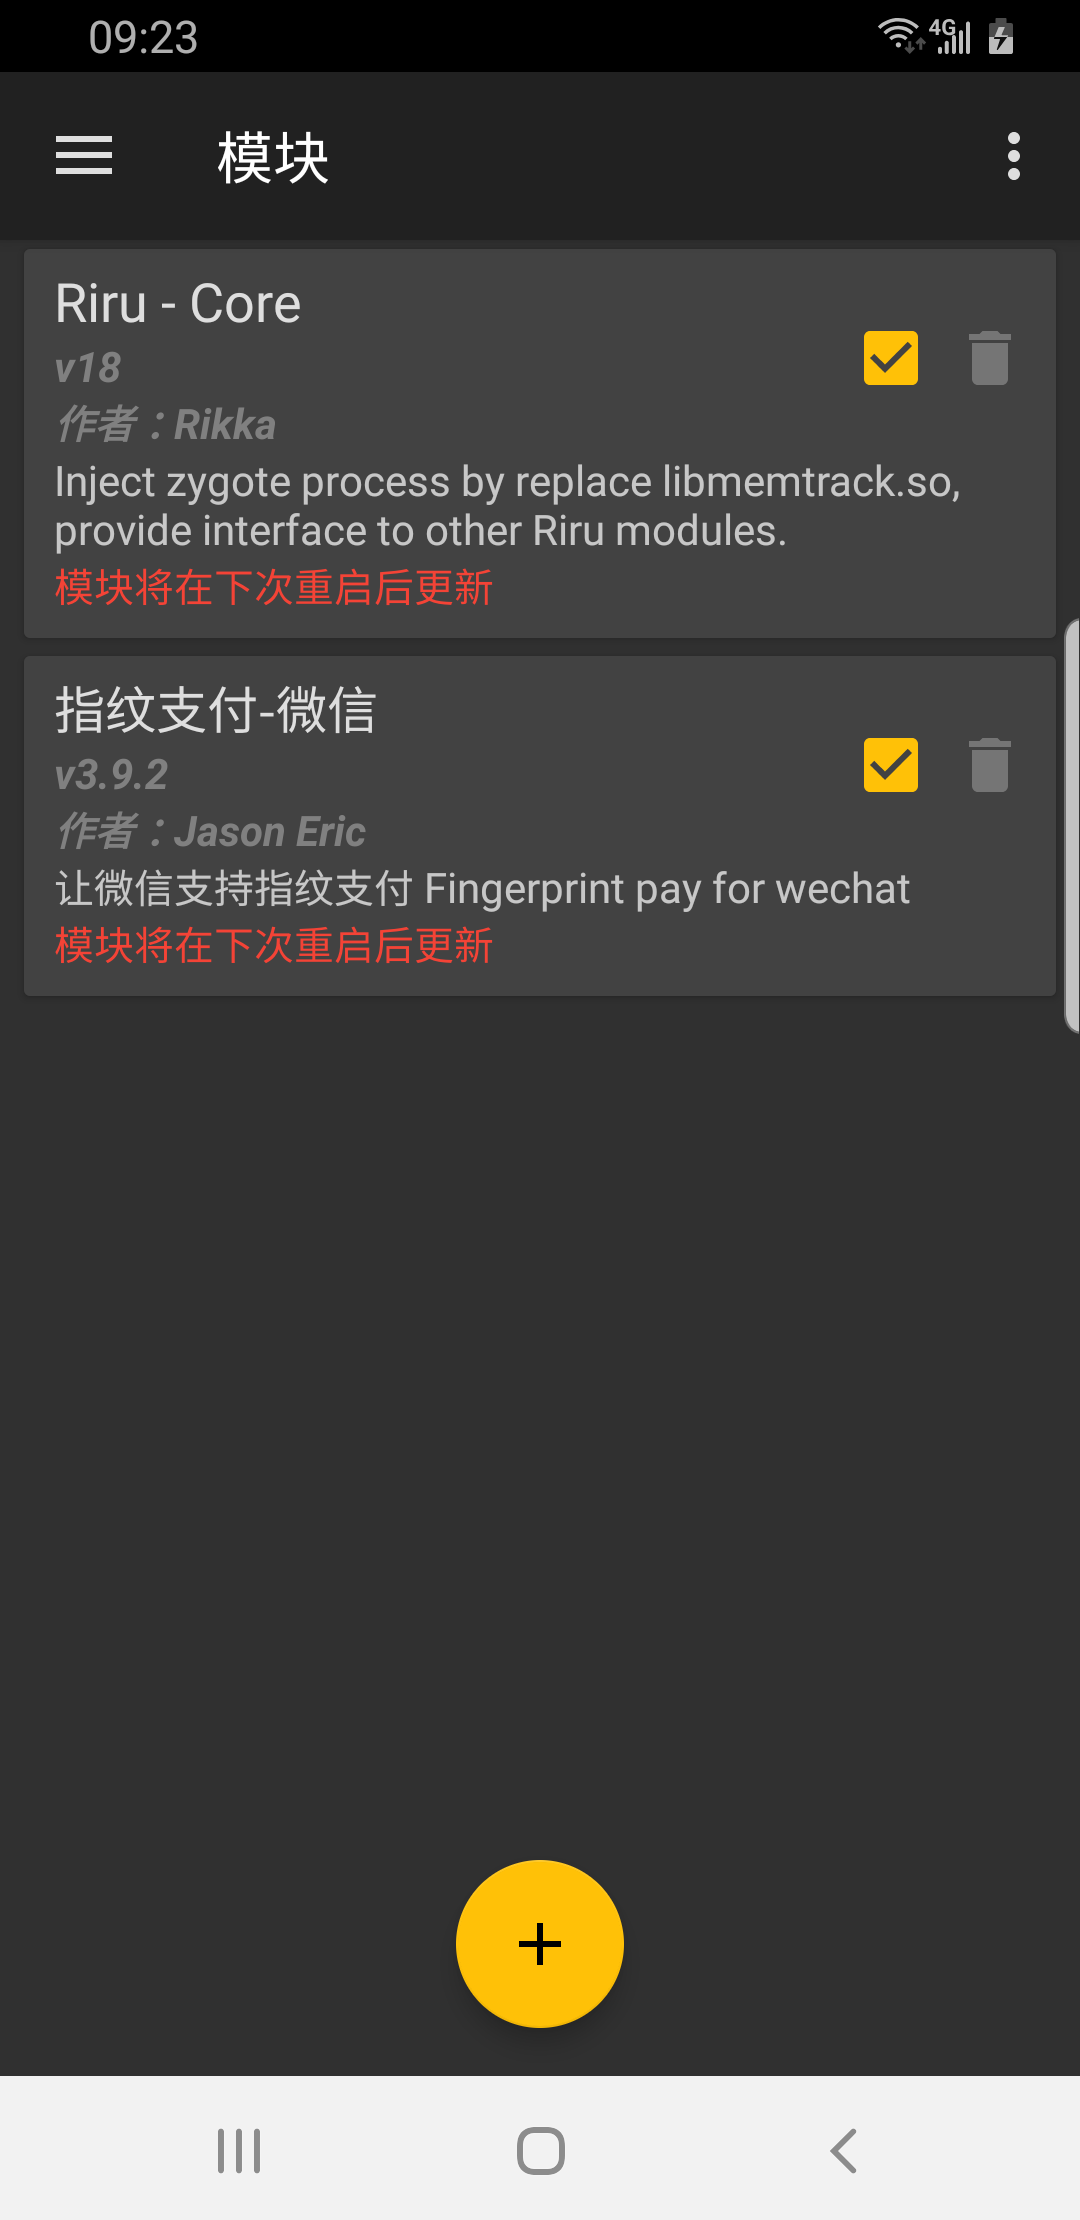 09:23
4G
模块
Riru - Core
v18
作者：Rikka
Inject zygote process by replace libmemtrack.so,
provide interface to other Riru modules.
模块将在下次重启后更新
指纹支付-微信
v3.9.2
作者：Jason Eric
让微信支持指纹支付 Fingerprint pay for wechat
模块将在下次重启后更新